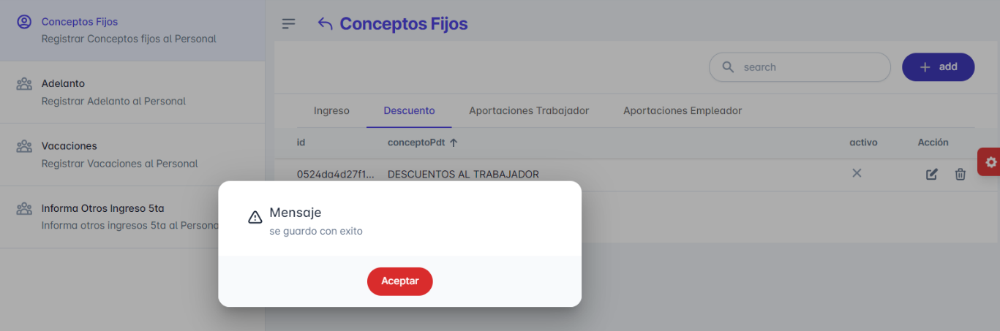 Conceptos Fijos
Registrar Conceptos fijos al Personal
Adelanto
Registrar Adelanto al Personal
Vacaciones
Registrar Vacaciones al Personal
Informa Otros Ingreso 5ta
Informa otros ingresos 5ta al Persona
Conceptos Fijos
search
add
Ingreso Descuento Aportaciones Trabajador Aportaciones Empleador
id conceptoPdt activo Acción
0524da4d27f1... DESCUENTOS AL TRABAJADOR
Mensaje
se guardo con exito
Aceptar